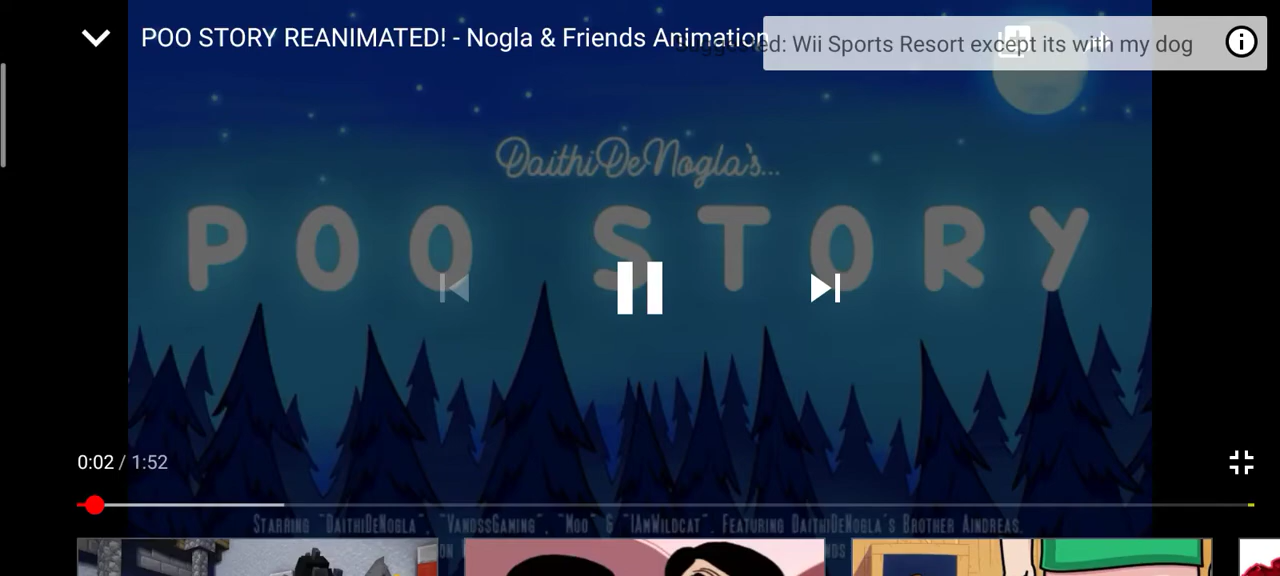 POO STORY REANIMATED! - Nogla & Friends Animation
ed: Wii Sports Resort except its with my dog
DaithiDeNogla's...
POO STORY
0:02 / 1:52
STARRING "DAITHIDENOGLA", "VANOSSGAMING", "MOO" & "IAMWILDCAT". FEATURING DAITHIDENOGLA'S BROTHER AINDREAS.